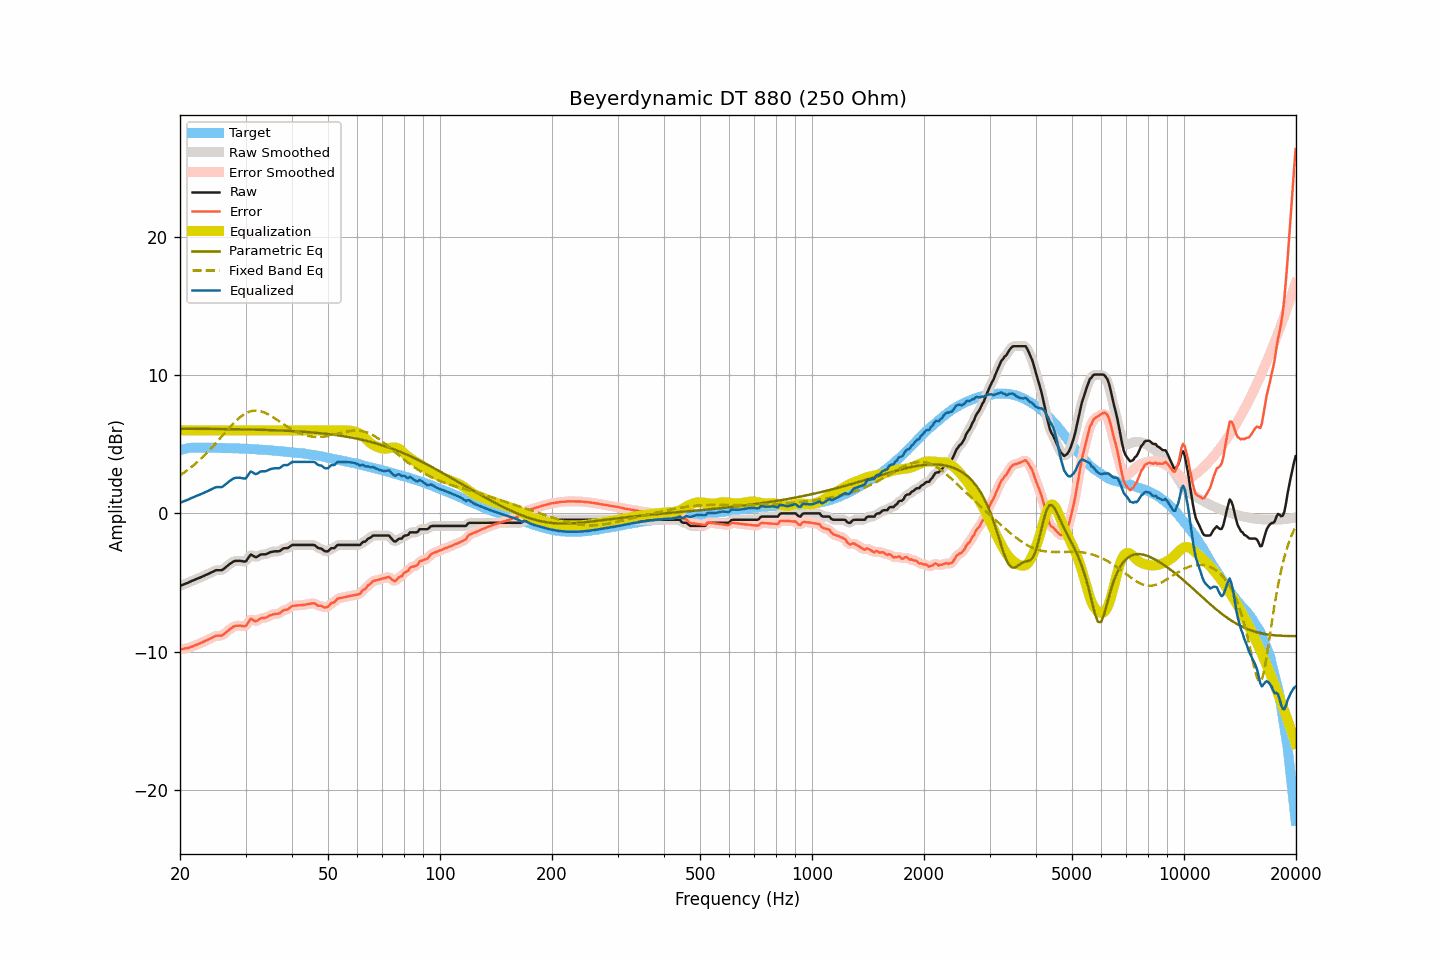 Beyerdynamic DT 880 (250 Ohm)
Target
Raw Smoothed
Error Smoothed
Raw
Error
Equalization
Parametric Eq
Fixed Band Eq
Equalized
20
10
0
−10
−20
Amplitude (dBr)
20 50 100 200 500 1000 2000 5000 10000 20000
Frequency (Hz)